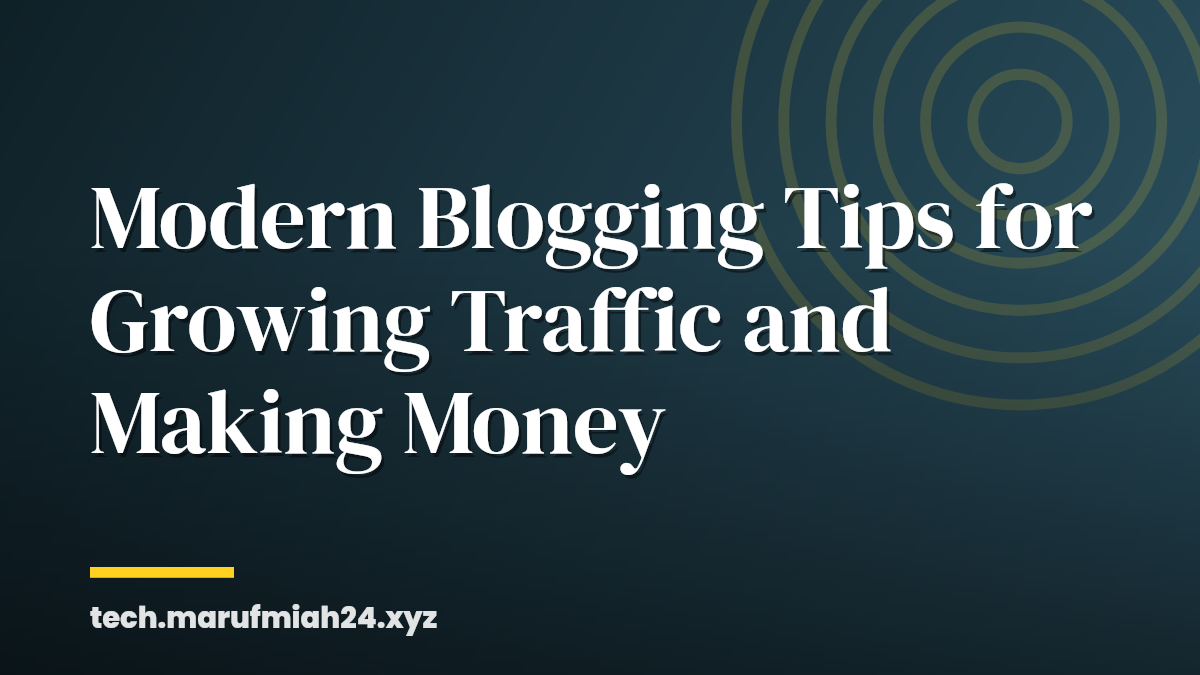 Modern Blogging Tips for
Growing Traffic and
Making Money
tech.marufmiah24.xyz